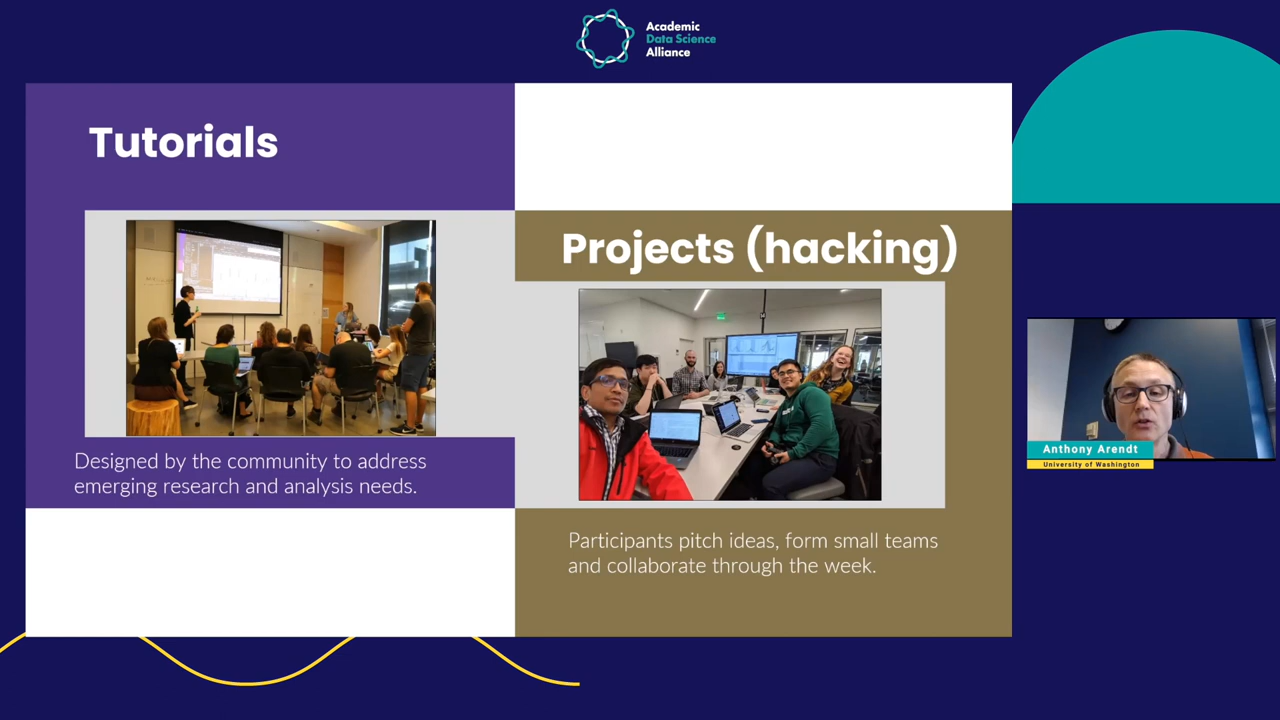 Academic
Data Science
Alliance
Tutorials
Designed by the community to address
emerging research and analysis needs.
Projects (hacking)
Participants pitch ideas, form small teams
and collaborate through the week.
Anthony Arendt
University of Washington